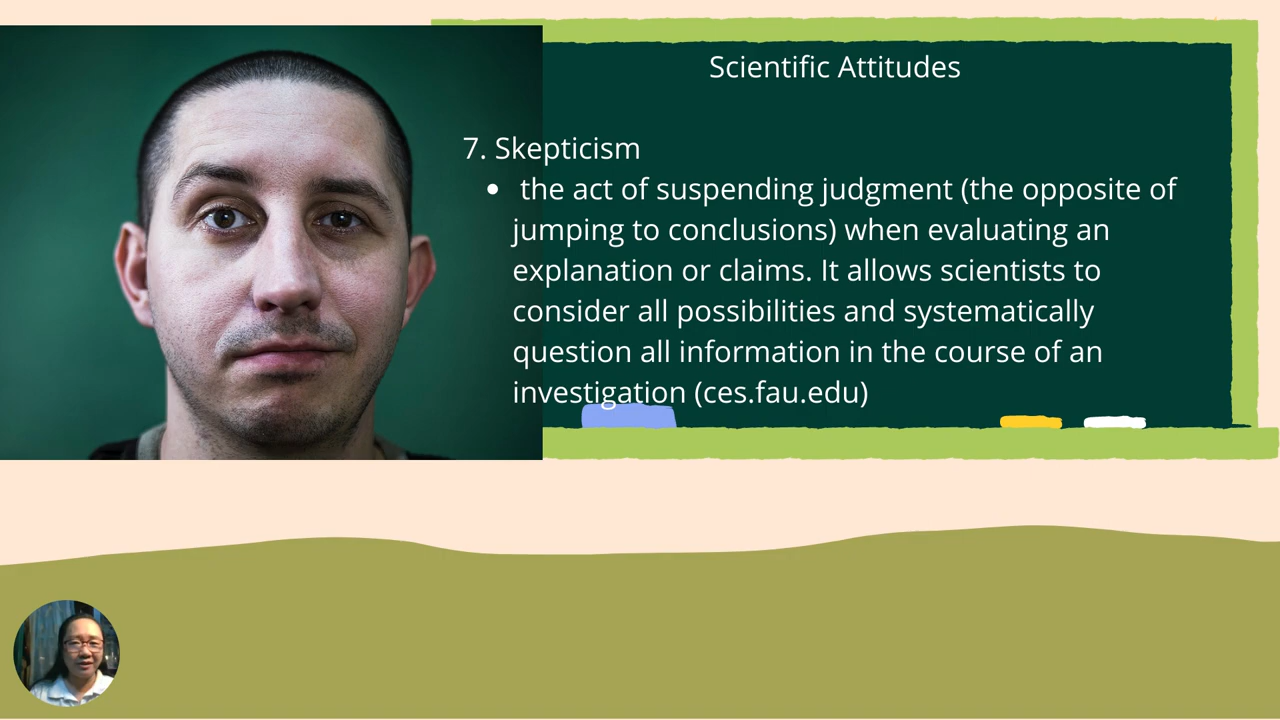 Scientific Attitudes
7. Skepticism
• the act of suspending judgment (the opposite of
jumping to conclusions) when evaluating an
explanation or claims. It allows scientists to
consider all possibilities and systematically
question all information in the course of an
investigation (ces.fau.edu)